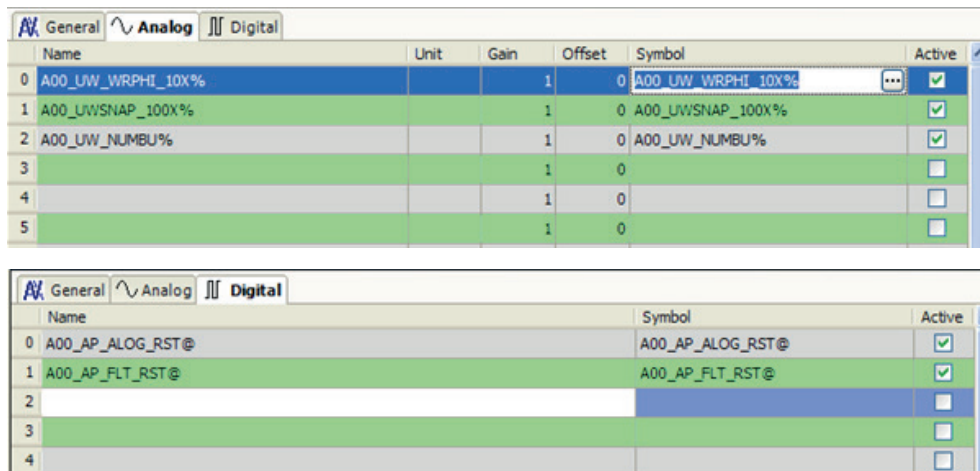 General Analog Digital
Name Unit Gain Offset Symbol Active
0 A00_UW_WRPHI_10X% 1 0 A00_UW_WRPHI_10X% ...
1 A00_UWSNAP_100X% 1 0 A00_UWSNAP_100X%
2 A00_UW_NUMBU% 1 0 A00_UW_NUMBU%
3 1 0
4 1 0
5 1 0
General Analog Digital
Name Symbol Active
0 A00_AP_ALOG_RST@ A00_AP_ALOG_RST@
1 A00_AP_FLT_RST@ A00_AP_FLT_RST@
2
3
4